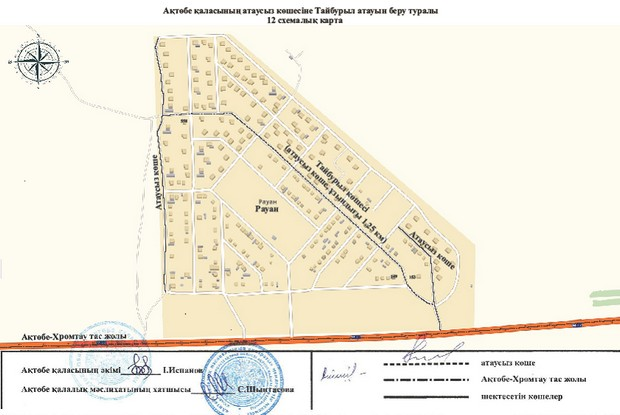 Ақтөбе қаласының атаусыз көшесіне Тайбурыл атауын беру туралы
12 схемалық карта
Атаусыз көше
Тайбурыл көшесі
(атаусыз көше, ұзындығы 1,25 км)
Рауан
Рауан
Атаусыз көше
Ақтөбе-Хромтау тас жолы
Ақтөбе қаласының әкімі І.Испанов
Ақтөбе қалалық мәслихатының хатшысы С.Шынтасова
атаусыз көше
Ақтөбе-Хромтау тас жолы
шектесетін көшелер